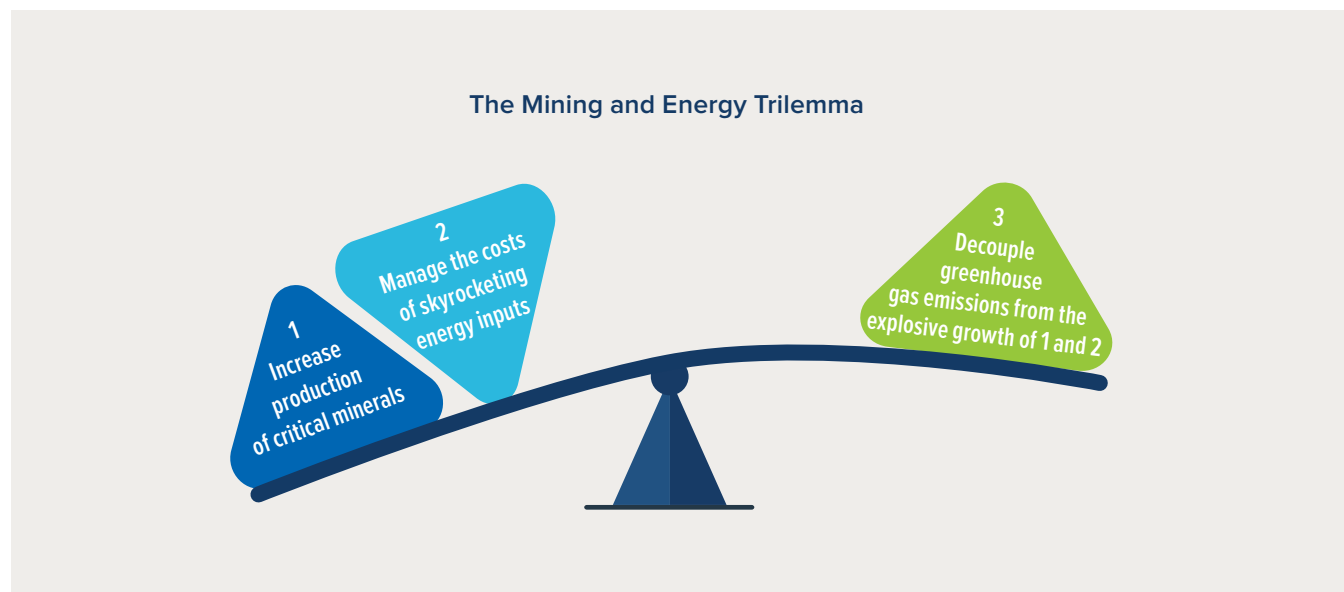 The Mining and Energy Trilemma
1
Increase
production
of critical minerals
2
Manage the costs
of skyrocketing
energy inputs
3
Decouple
greenhouse
gas emissions from the
explosive growth of 1 and 2